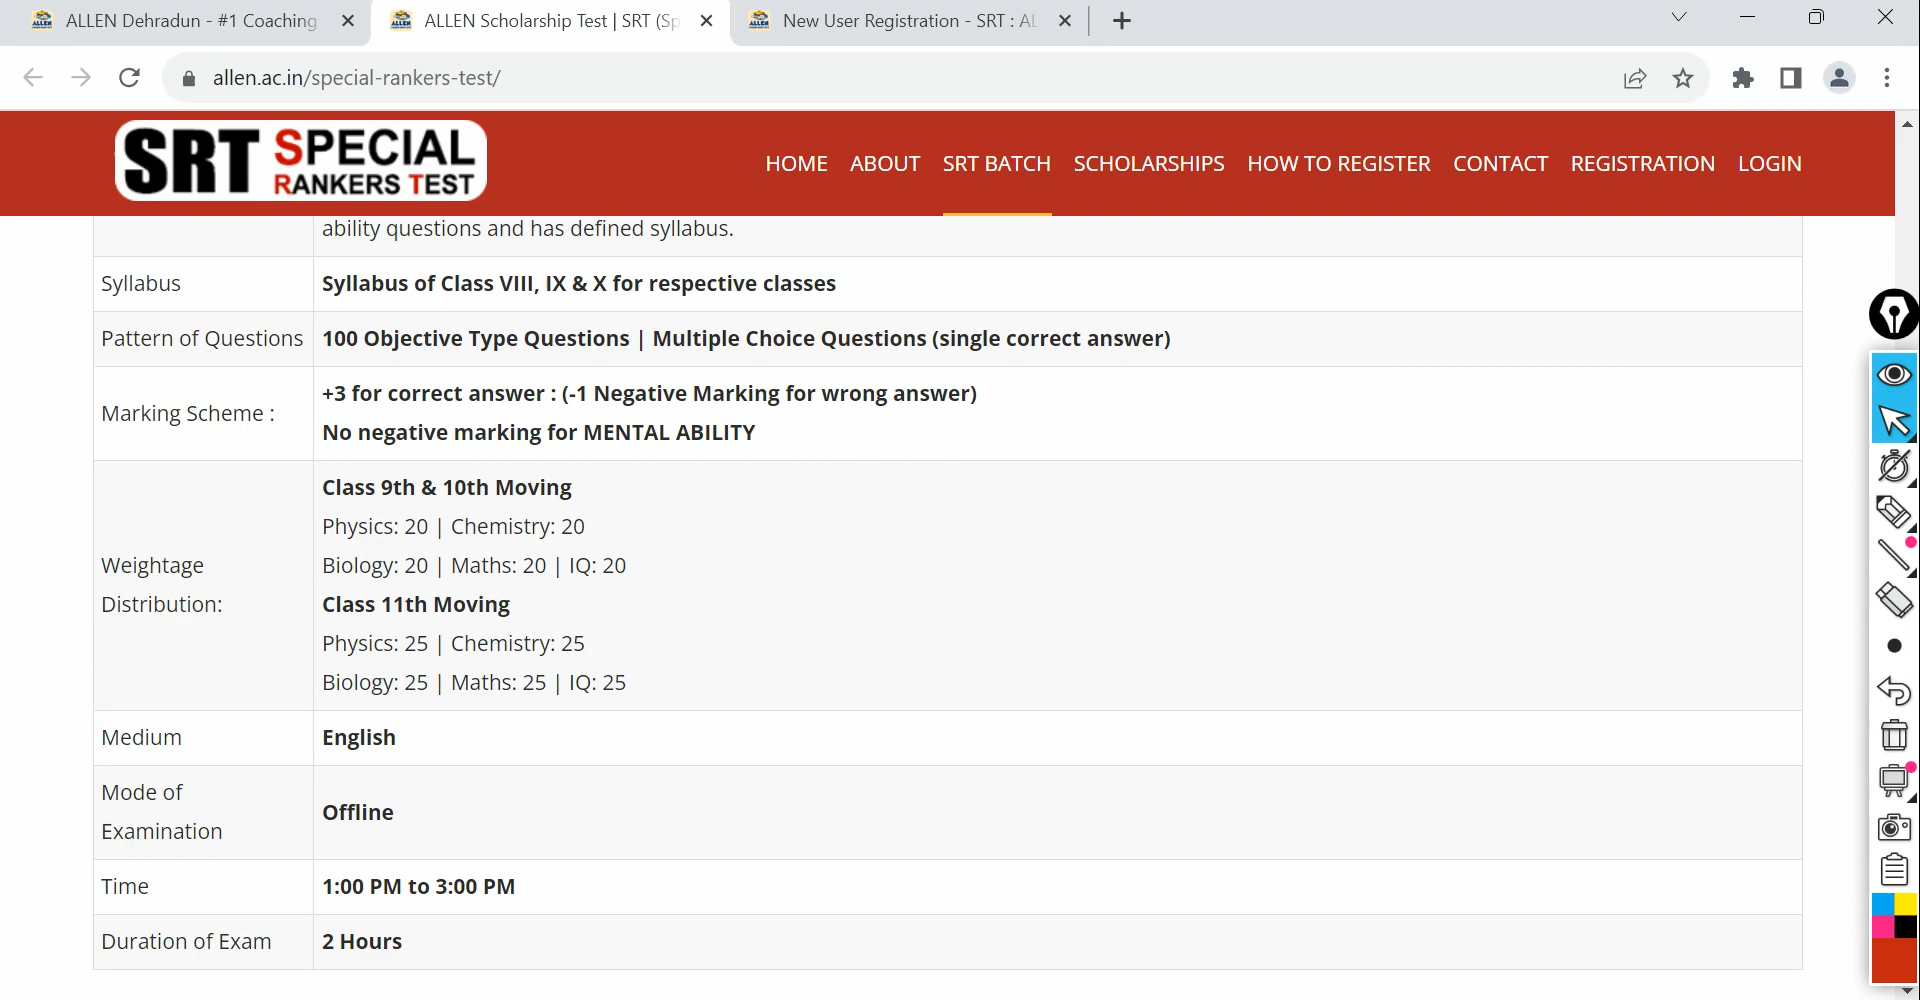 ALLEN Dehradun - #1 Coaching
ALLEN Scholarship Test | SRT (Sp
New User Registration - SRT : AL
allen.ac.in/special-rankers-test/
SRT SPECIAL RANKERS TEST
HOME ABOUT SRT BATCH SCHOLARSHIPS HOW TO REGISTER CONTACT REGISTRATION LOGIN
ability questions and has defined syllabus.
Syllabus
Syllabus of Class VIII, IX & X for respective classes
Pattern of Questions
100 Objective Type Questions | Multiple Choice Questions (single correct answer)
Marking Scheme :
+3 for correct answer : (-1 Negative Marking for wrong answer)
No negative marking for MENTAL ABILITY
Weightage
Distribution:
Class 9th & 10th Moving
Physics: 20 | Chemistry: 20
Biology: 20 | Maths: 20 | IQ: 20
Class 11th Moving
Physics: 25 | Chemistry: 25
Biology: 25 | Maths: 25 | IQ: 25
Medium
English
Mode of
Examination
Offline
Time
1:00 PM to 3:00 PM
Duration of Exam
2 Hours